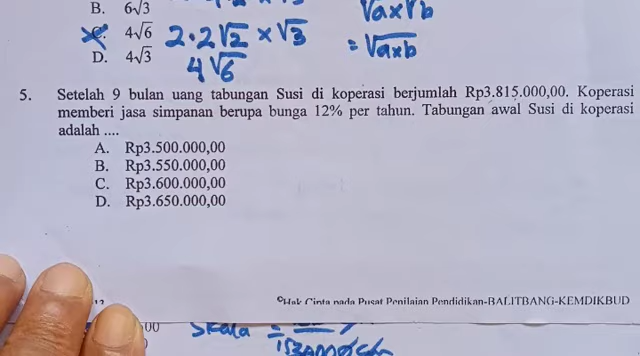 B. 6√3
√a×√b
C. 4√6 2·2√2 ×√3
=√a×b
D. 4√3 4√6
5. Setelah 9 bulan uang tabungan Susi di koperasi berjumlah Rp3.815.000,00. Koperasi
memberi jasa simpanan berupa bunga 12% per tahun. Tabungan awal Susi di koperasi
adalah ....
A. Rp3.500.000,00
B. Rp3.550.000,00
C. Rp3.600.000,00
D. Rp3.650.000,00
©Hak Cipta pada Pusat Penilaian Pendidikan-BALITBANG-KEMDIKBUD
Skala =